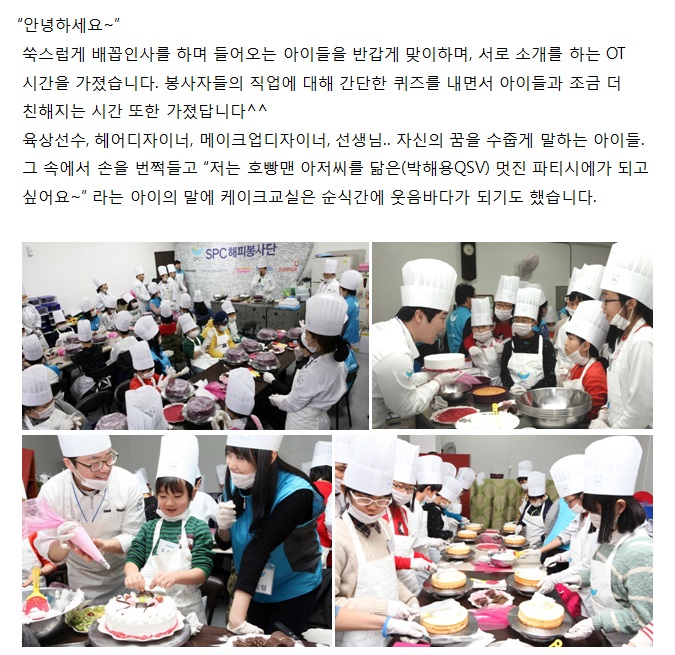 “안녕하세요~”
쑥스럽게 배꼽인사를 하며 들어오는 아이들을 반갑게 맞이하며, 서로 소개를 하는 OT
시간을 가졌습니다. 봉사자들의 직업에 대해 간단한 퀴즈를 내면서 아이들과 조금 더
친해지는 시간 또한 가졌답니다^^
육상선수, 헤어디자이너, 메이크업디자이너, 선생님.. 자신의 꿈을 수줍게 말하는 아이들.
그 속에서 손을 번쩍들고 “저는 호빵맨 아저씨를 닮은(박해용QSV) 멋진 파티시에가 되고
싶어요~” 라는 아이의 말에 케이크교실은 순식간에 웃음바다가 되기도 했습니다.
SPC해피봉사단